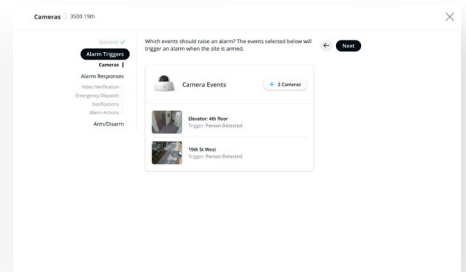 Cameras 3500 19th
General
Alarm Triggers
Cameras
Alarm Responses
Video Verification
Emergency Dispatch
Notifications
Alarm Actions
Arm/Disarm
Which events should raise an alarm? The events selected below will
trigger an alarm when the site is armed.
Next
Camera Events
+ 2 Cameras
Elevator: 4th floor
Trigger: Person Detected
19th St West
Trigger: Person Detected